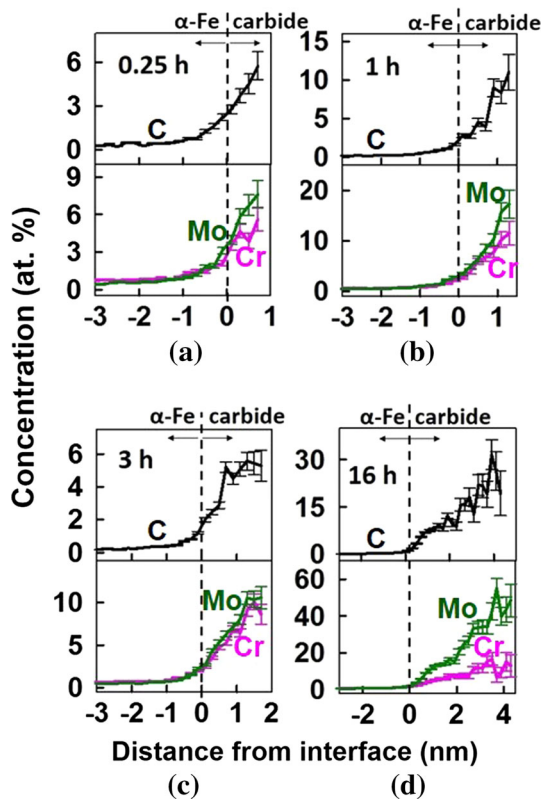 α-Fe carbide α-Fe carbide
0.25 h 1 h
6 15
3 10
0 5
0
C C
9 20
6 10
3 0
0
Mo Mo
Cr Cr
-3 -2 -1 0 1 -3 -2 -1 0 1
(a) (b)
Concentration (at. %)
α-Fe carbide α-Fe carbide
3 h 16 h
6 30
4 15
2 0
0
C C
10 60
5 40
0 20
0
Mo Mo
Cr Cr
-3 -2 -1 0 1 2 -2 0 2 4
Distance from interface (nm)
(c) (d)